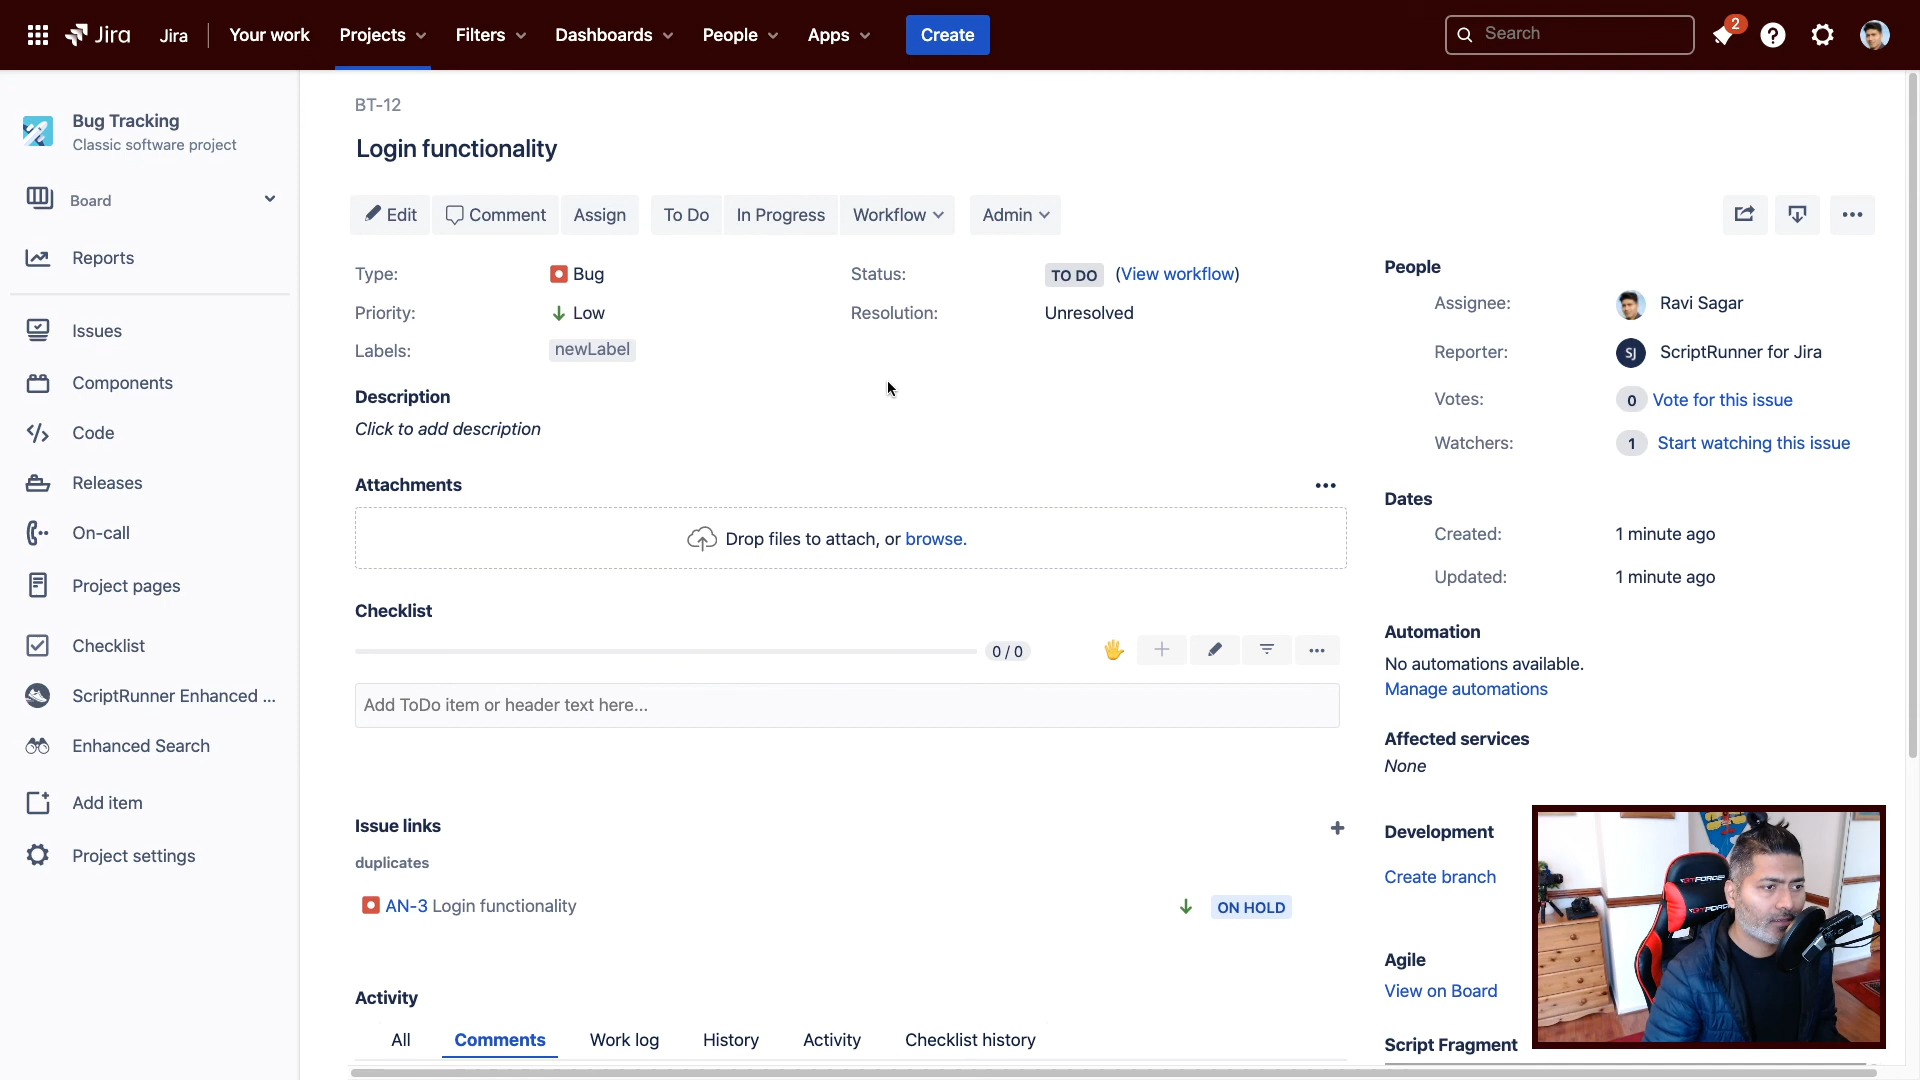 Jira
Jira
Your work
Projects
Filters
Dashboards
People
Apps
Create
Search
2
Bug Tracking
Classic software project
Board
Reports
Issues
Components
Code
Releases
On-call
Project pages
Checklist
ScriptRunner Enhanced ...
Enhanced Search
Add item
Project settings
BT-12
Login functionality
Edit
Comment
Assign
To Do
In Progress
Workflow
Admin
Type: Bug
Status: TO DO (View workflow)
Priority: Low
Resolution: Unresolved
Labels: newLabel
Description
Click to add description
Attachments
Drop files to attach, or browse.
Checklist
0 / 0
Add ToDo item or header text here...
Issue links
duplicates
AN-3 Login functionality
ON HOLD
Activity
All
Comments
Work log
History
Activity
Checklist history
People
Assignee: Ravi Sagar
Reporter: SJ ScriptRunner for Jira
Votes: 0 Vote for this issue
Watchers: 1 Start watching this issue
Dates
Created: 1 minute ago
Updated: 1 minute ago
Automation
No automations available.
Manage automations
Affected services
None
Development
Create branch
Agile
View on Board
Script Fragment
GTFORCE